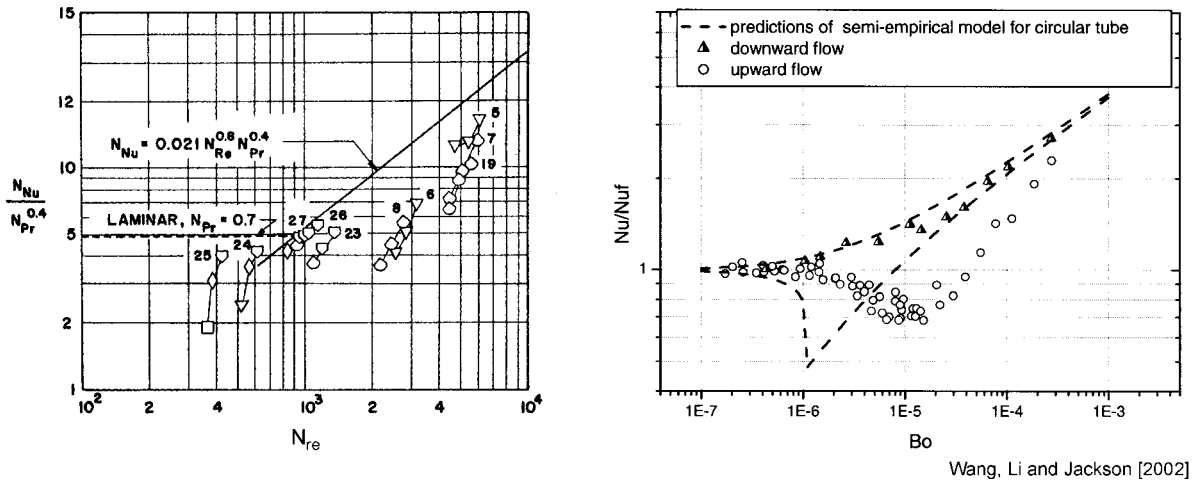 15
12
10
5
2
1
N_Nu
N_Pr^0.4
N_Nu = 0.021 N_Re^0.8 N_Pr^0.4
LAMINAR, N_Pr = 0.7
5
7
19
6
8
26
27
23
24
25
10^2 2 4 10^3 2 4 10^4
N_re
predictions of semi-empirical model for circular tube
downward flow
upward flow
Nu/Nuf
1
1E-7 1E-6 1E-5 1E-4 1E-3
Bo
Wang, Li and Jackson [2002]